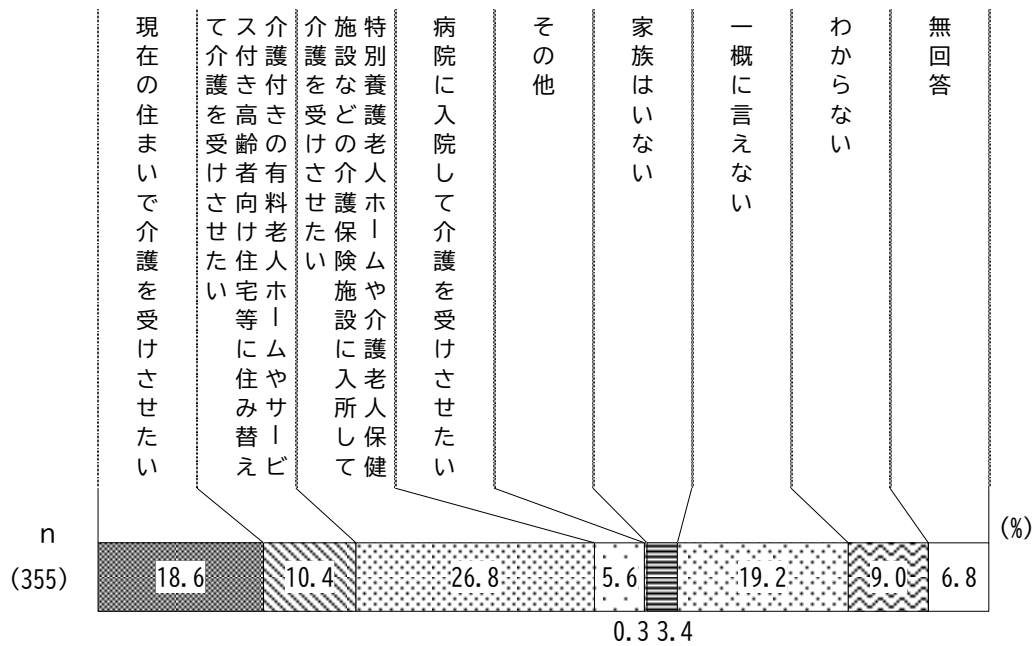 現在の住まいで介護を受けさせたい
介護付きの有料老人ホームやサービ
ス付き高齢者向け住宅等に住み替え
て介護を受けさせたい
特別養護老人ホームや介護老人保健
施設などの介護保険施設に入所して
介護を受けさせたい
病院に入院して介護を受けさせたい
その他
家族はいない
一概に言えない
わからない
無回答
n
(%)
(355)
18.6
10.4
26.8
5.6
19.2
9.0
6.8
0.3
3.4